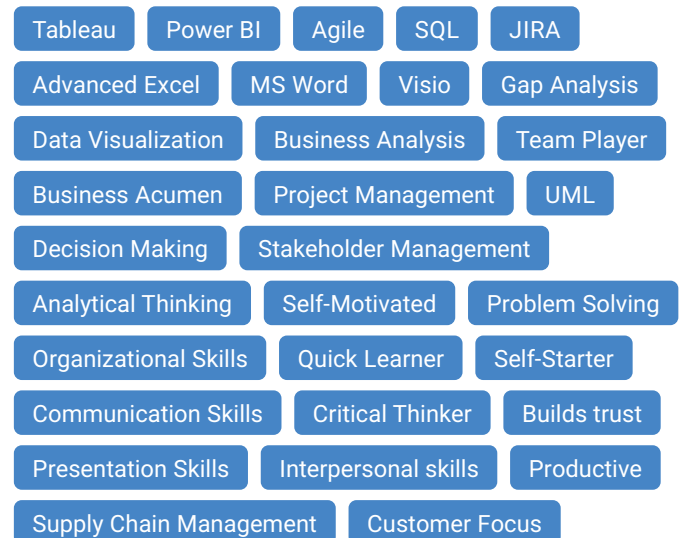 Tableau Power BI Agile SQL JIRA
Advanced Excel MS Word Visio Gap Analysis
Data Visualization Business Analysis Team Player
Business Acumen Project Management UML
Decision Making Stakeholder Management
Analytical Thinking Self-Motivated Problem Solving
Organizational Skills Quick Learner Self-Starter
Communication Skills Critical Thinker Builds trust
Presentation Skills Interpersonal skills Productive
Supply Chain Management Customer Focus